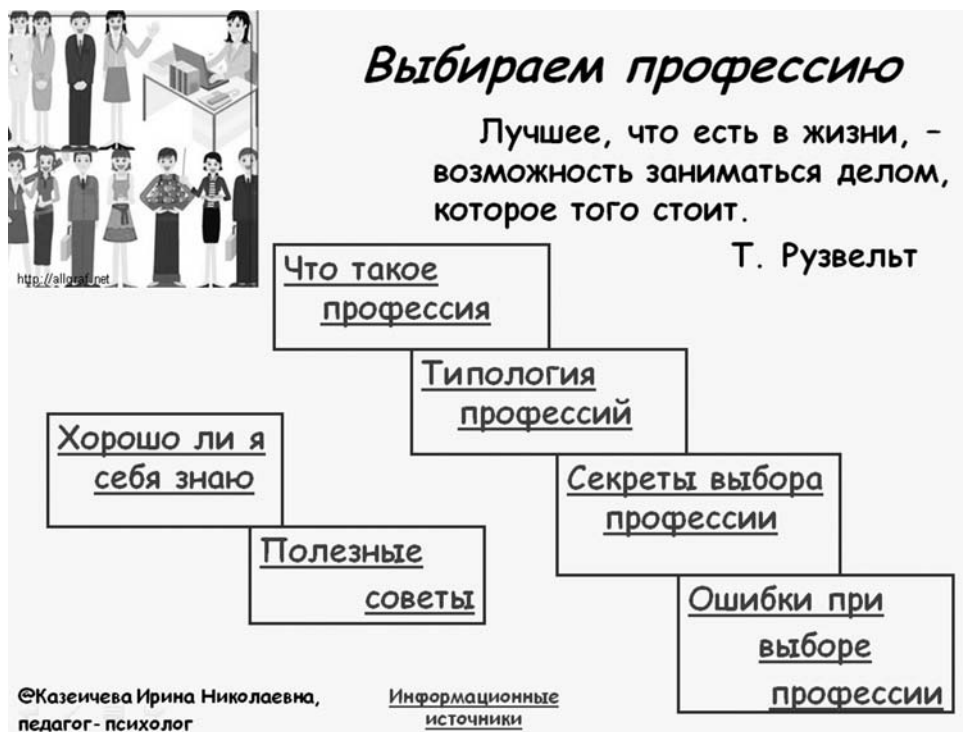 Выбираем профессию
Лучшее, что есть в жизни, –
возможность заниматься делом,
которое того стоит.
Т. Рузвельт
http://allgraf.net
Что такое
профессия
Типология
профессий
Секреты выбора
профессии
Ошибки при
выборе
профессии
Хорошо ли я
себя знаю
Полезные
советы
©Казеичева Ирина Николаевна,
педагог- психолог
Информационные
источники